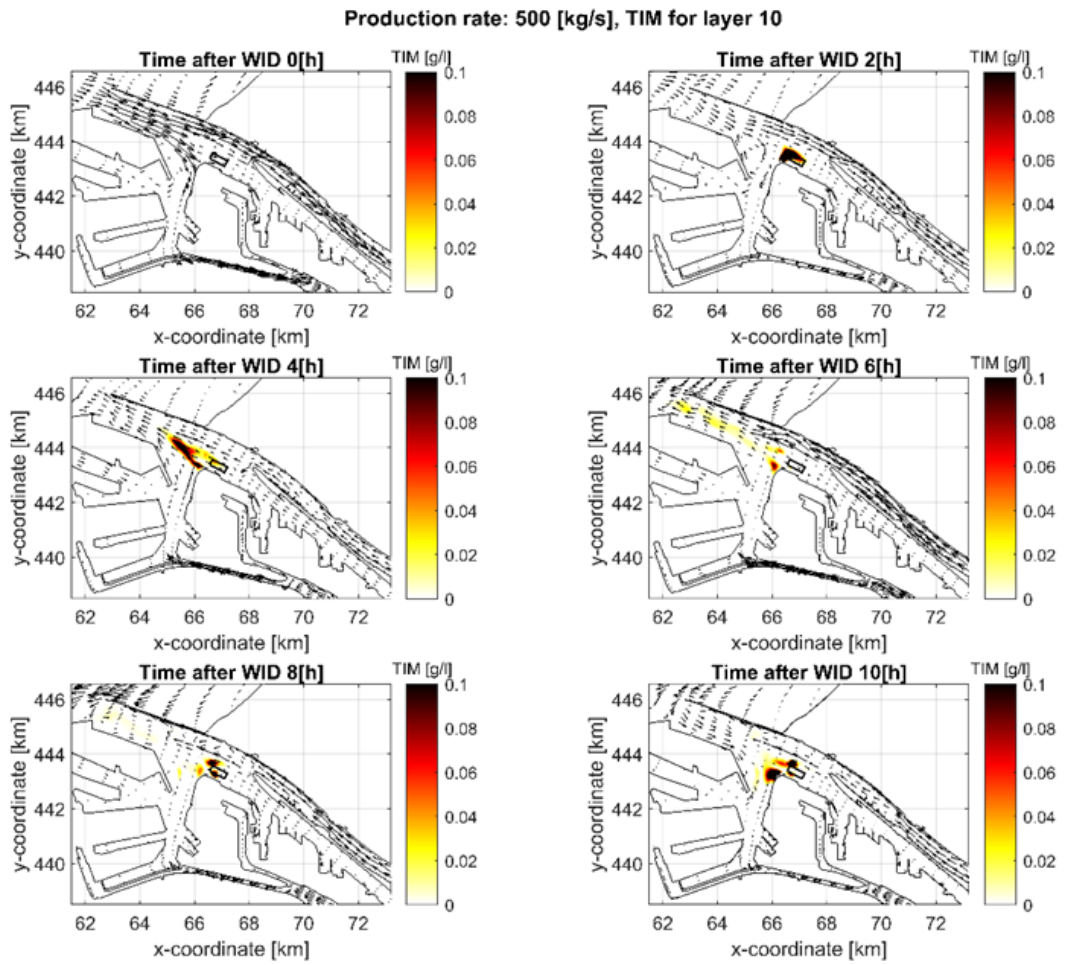 Production rate: 500 [kg/s], TIM for layer 10
Time after WID 0[h]
TIM [g/l]
446
444
442
440
y-coordinate [km]
62 64 66 68 70 72
x-coordinate [km]
0.1
0.08
0.06
0.04
0.02
0
Time after WID 2[h]
TIM [g/l]
446
444
442
440
y-coordinate [km]
62 64 66 68 70 72
x-coordinate [km]
0.1
0.08
0.06
0.04
0.02
0
Time after WID 4[h]
TIM [g/l]
446
444
442
440
y-coordinate [km]
62 64 66 68 70 72
x-coordinate [km]
0.1
0.08
0.06
0.04
0.02
0
Time after WID 6[h]
TIM [g/l]
446
444
442
440
y-coordinate [km]
62 64 66 68 70 72
x-coordinate [km]
0.1
0.08
0.06
0.04
0.02
0
Time after WID 8[h]
TIM [g/l]
446
444
442
440
y-coordinate [km]
62 64 66 68 70 72
x-coordinate [km]
0.1
0.08
0.06
0.04
0.02
0
Time after WID 10[h]
TIM [g/l]
446
444
442
440
y-coordinate [km]
62 64 66 68 70 72
x-coordinate [km]
0.1
0.08
0.06
0.04
0.02
0